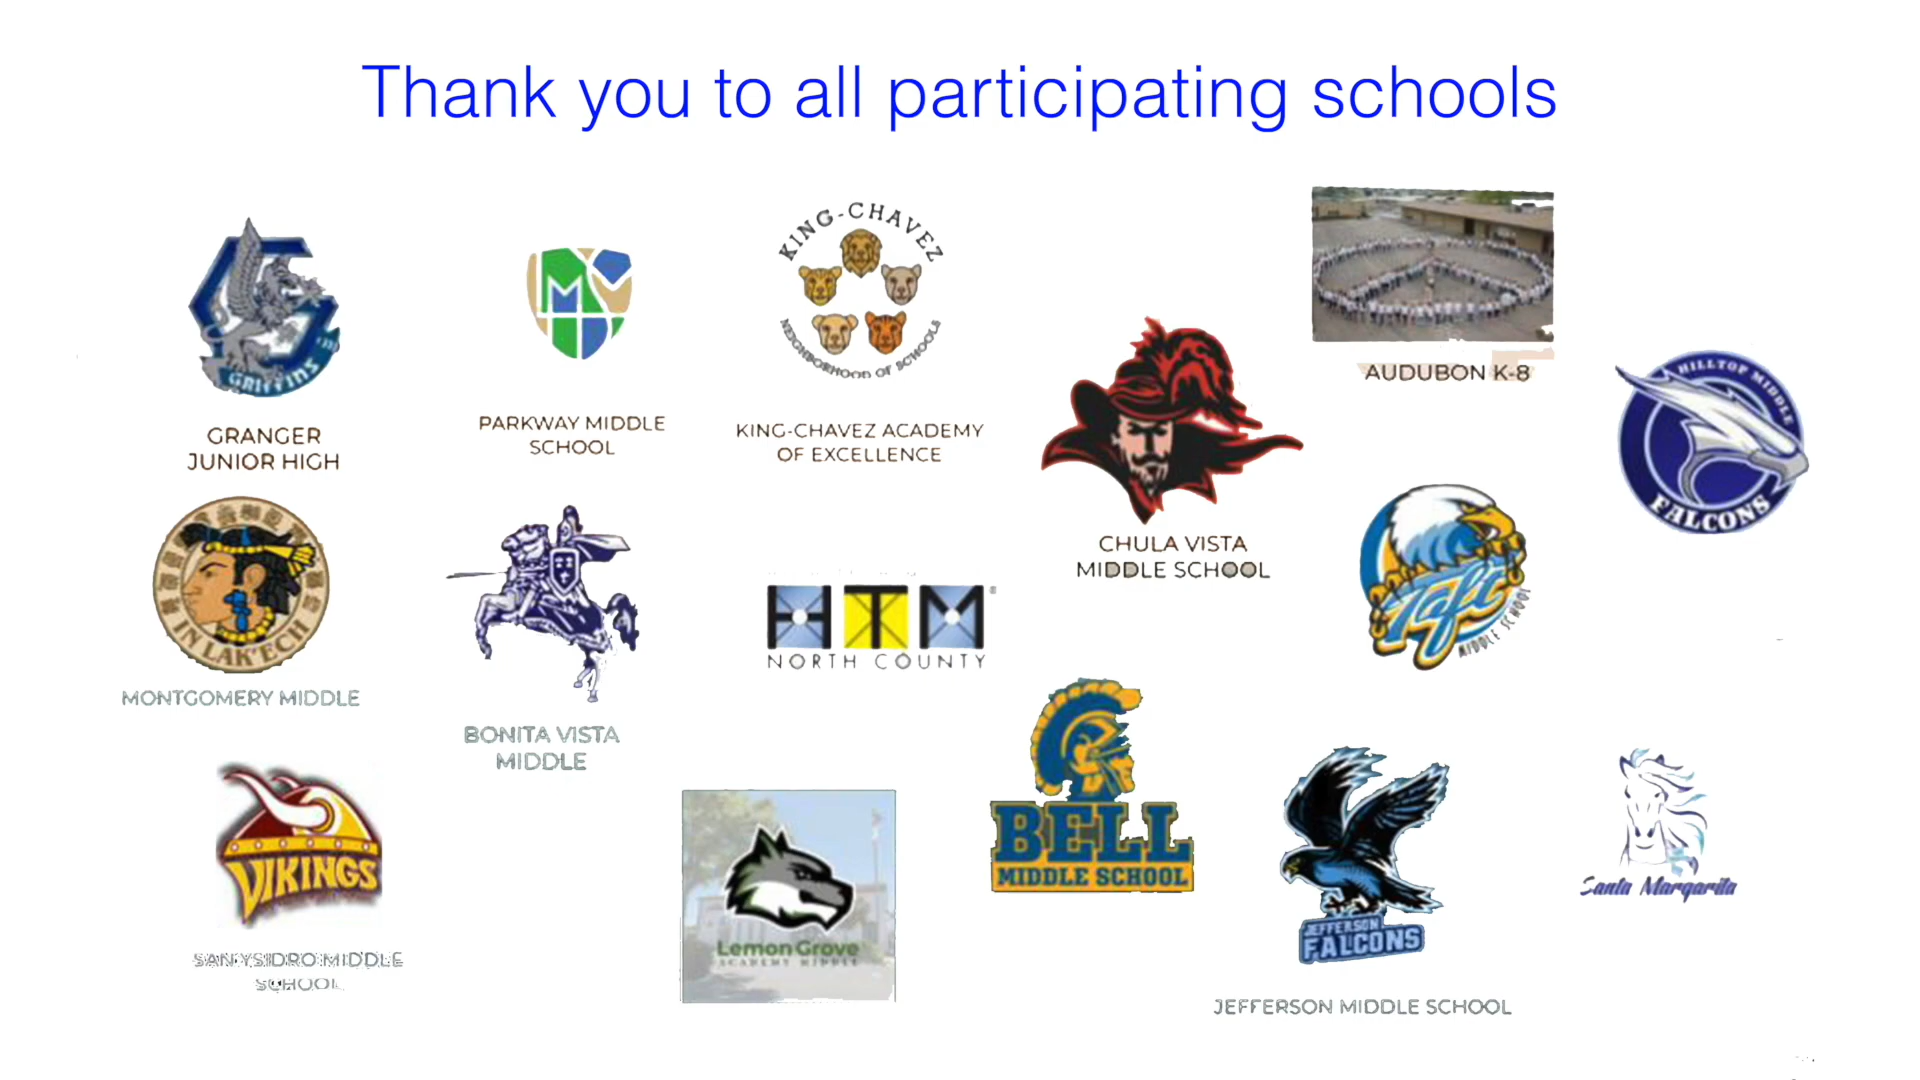 Thank you to all participating schools
GRIFFINS
GRANGER
JUNIOR HIGH
PARKWAY MIDDLE
SCHOOL
KING-CHAVEZ
NEIGHBORHOOD OF SCHOOLS
KING-CHAVEZ ACADEMY
OF EXCELLENCE
CHULA VISTA
MIDDLE SCHOOL
AUDUBON K-8
HILLTOP MIDDLE
FALCONS
IN LAK'ECH
MONTGOMERY MIDDLE
BONITA VISTA
MIDDLE
HTM
NORTH COUNTY
Taft
MIDDLE SCHOOL
VIKINGS
SAN YSIDRO MIDDLE
SCHOOL
Lemon Grove
ACADEMY MIDDLE
BELL
MIDDLE SCHOOL
JEFFERSON
FALCONS
JEFFERSON MIDDLE SCHOOL
Santa Margarita